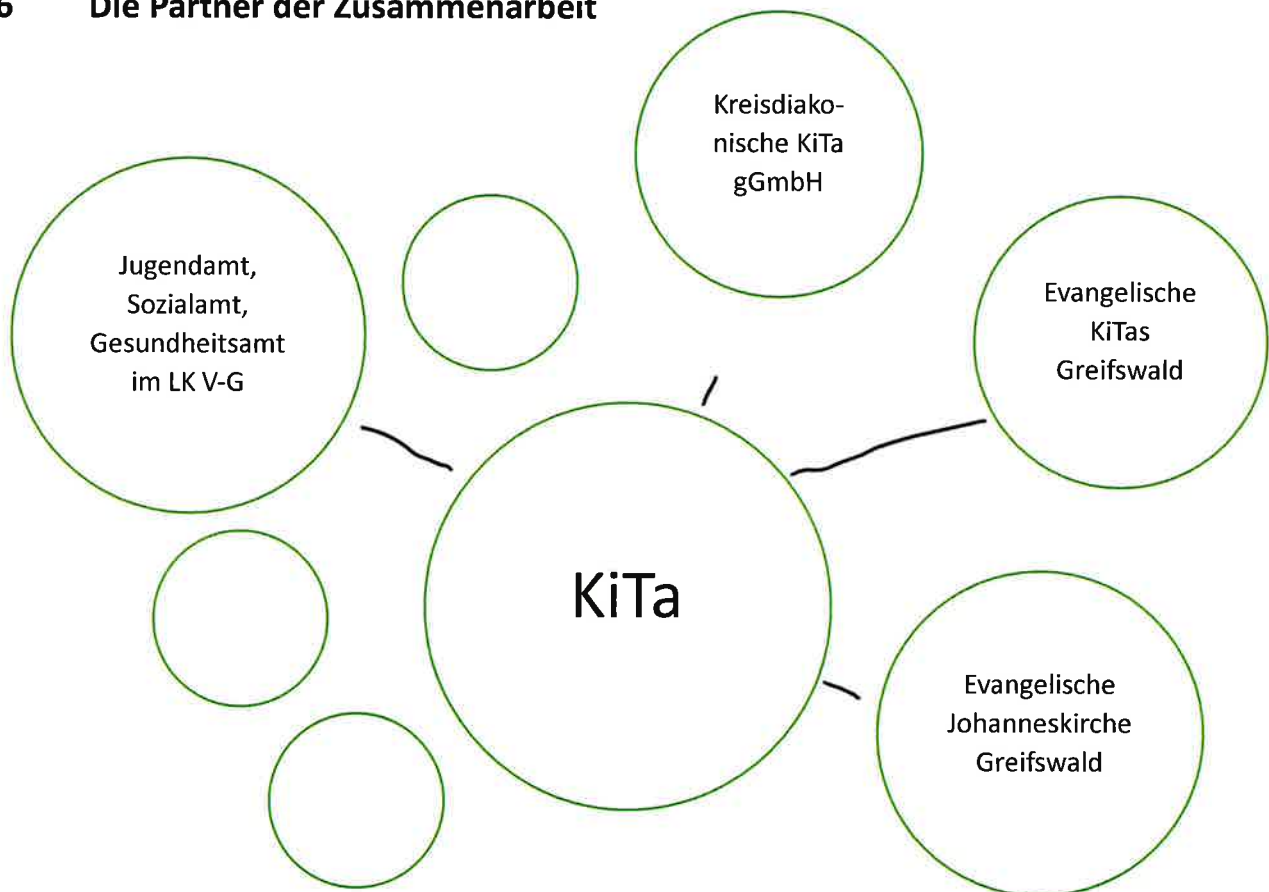 6 Die Partner der Zusammenarbeit
Kreisdiako-
nische KiTa
gGmbH
Jugendamt,
Sozialamt,
Gesundheitsamt
im LK V-G
Evangelische
KiTas
Greifswald
KiTa
Evangelische
Johanneskirche
Greifswald